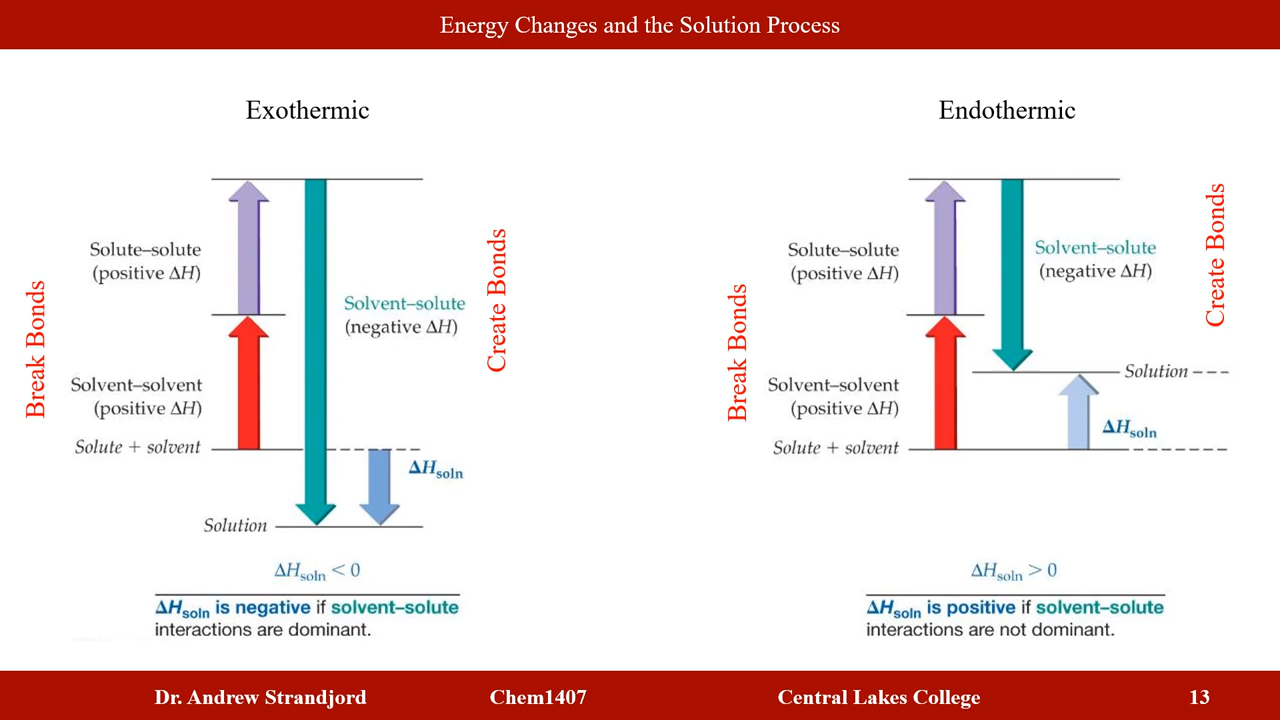 Energy Changes and the Solution Process
Exothermic
Break Bonds
Solute–solute
(positive ΔH)
Solvent–solvent
(positive ΔH)
Solute + solvent
Solvent–solute
(negative ΔH)
Create Bonds
ΔHsoln
Solution
ΔHsoln < 0
ΔHsoln is negative if solvent–solute
interactions are dominant.
Endothermic
Break Bonds
Solute–solute
(positive ΔH)
Solvent–solvent
(positive ΔH)
Solute + solvent
Solvent–solute
(negative ΔH)
Create Bonds
Solution
ΔHsoln
ΔHsoln > 0
ΔHsoln is positive if solvent–solute
interactions are not dominant.
Dr. Andrew Strandjord Chem1407 Central Lakes College 13